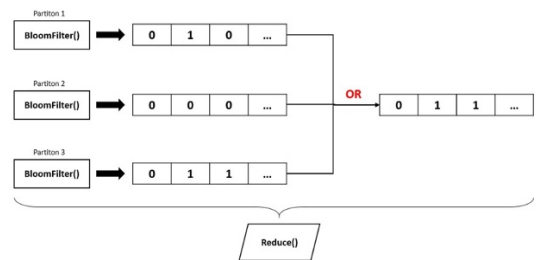 Partiton 1
BloomFilter()
0 1 0 ...
Partiton 2
BloomFilter()
0 0 0 ...
OR
0 1 1 ...
Partiton 3
BloomFilter()
0 1 1 ...
Reduce()